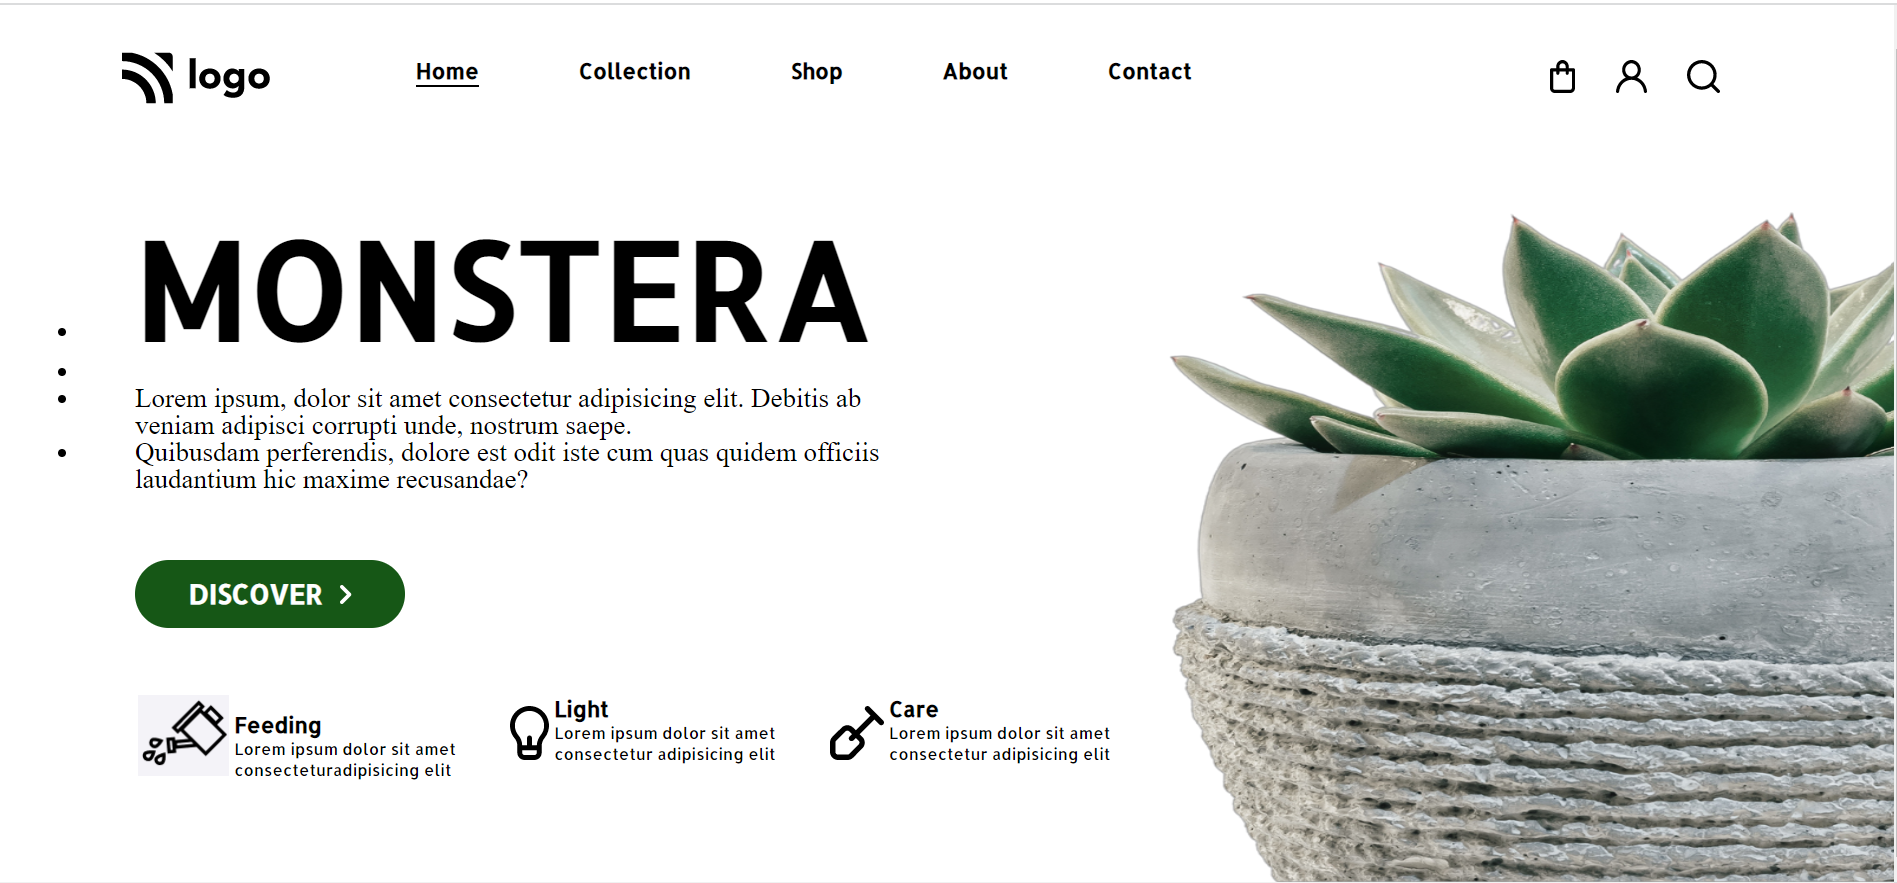 logo
Home Collection Shop About Contact
MONSTERA
Lorem ipsum, dolor sit amet consectetur adipisicing elit. Debitis ab
veniam adipisci corrupti unde, nostrum saepe.
Quibusdam perferendis, dolore est odit iste cum quas quidem officiis
laudantium hic maxime recusandae?
DISCOVER
Feeding
Lorem ipsum dolor sit amet
consecteturadipisicing elit
Light
Lorem ipsum dolor sit amet
consectetur adipisicing elit
Care
Lorem ipsum dolor sit amet
consectetur adipisicing elit